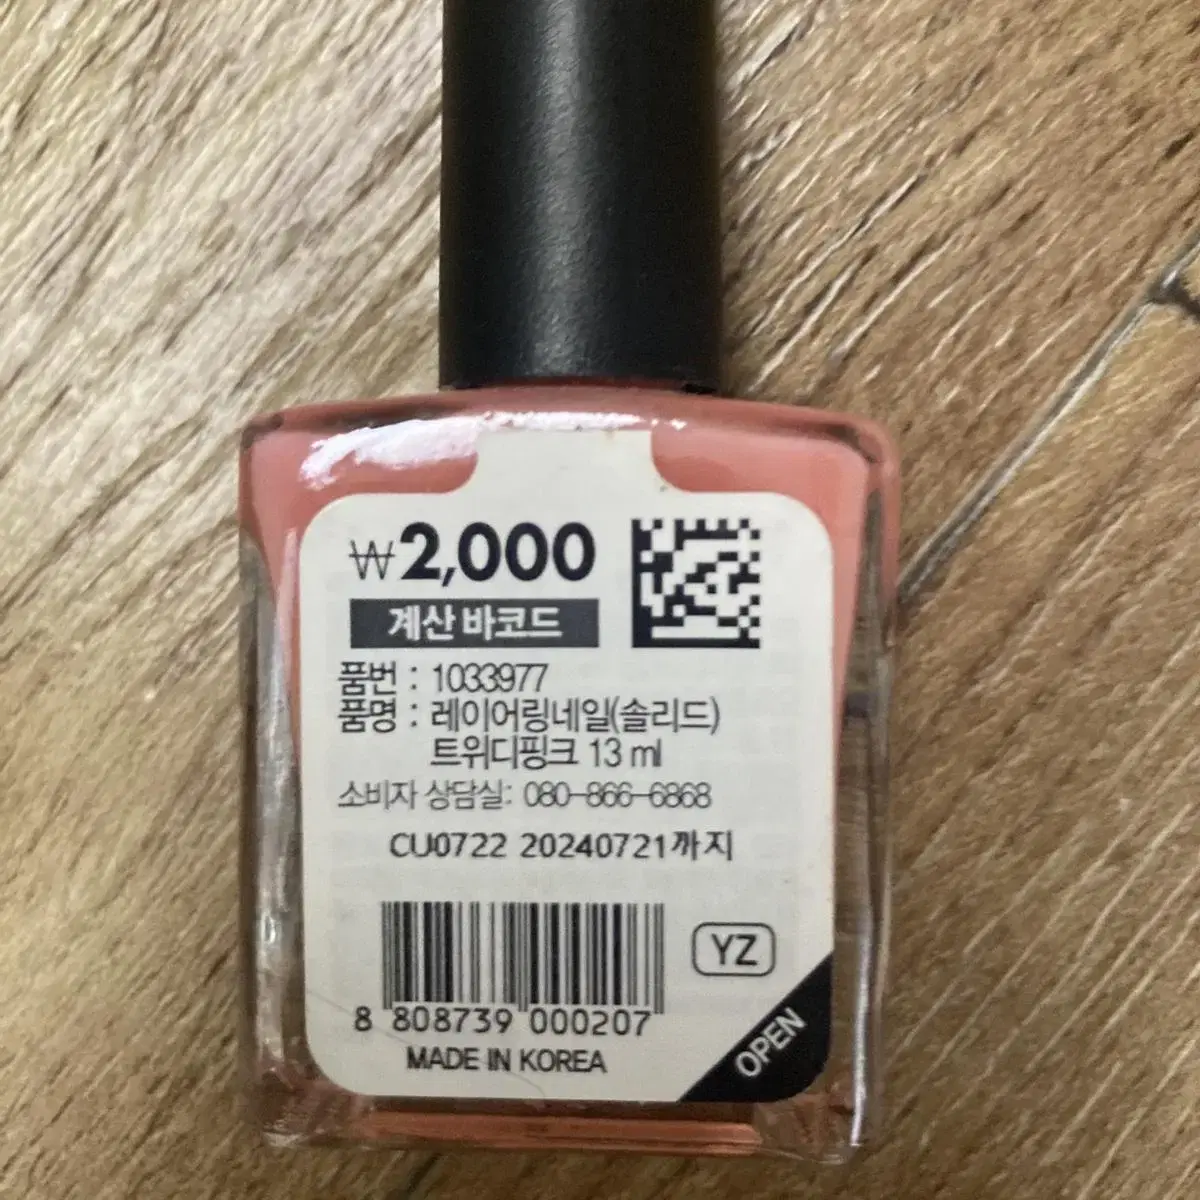 ₩2,000
계산 바코드
품번 : 1033977
품명 : 레이어링네일(솔리드)
트위디핑크 13 ml
소비자 상담실: 080-866-6868
CU0722 20240721까지
YZ
8 808739 000207
MADE IN KOREA
OPEN